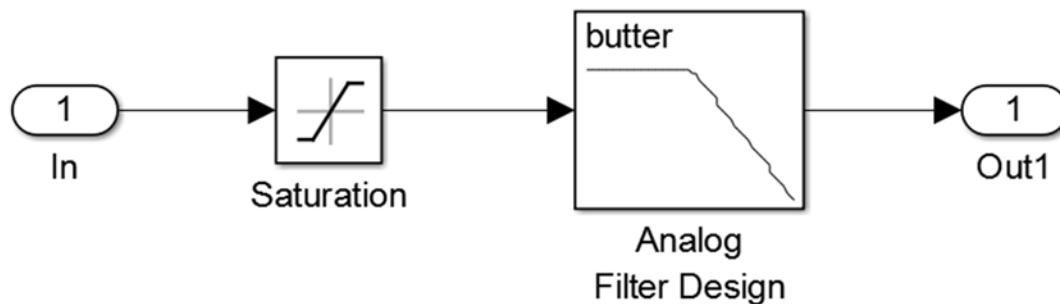 butter
1
1
In
Saturation
Out1
Analog
Filter Design